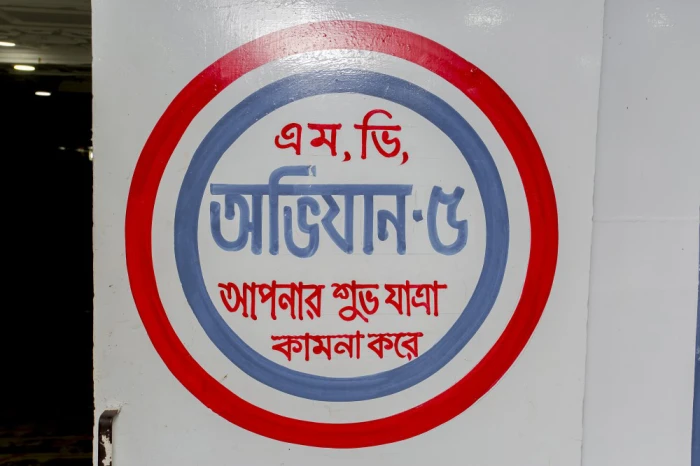 এম, ভি,
অভিযান-৫
আপনার শুভ যাত্রা
কামনা করে